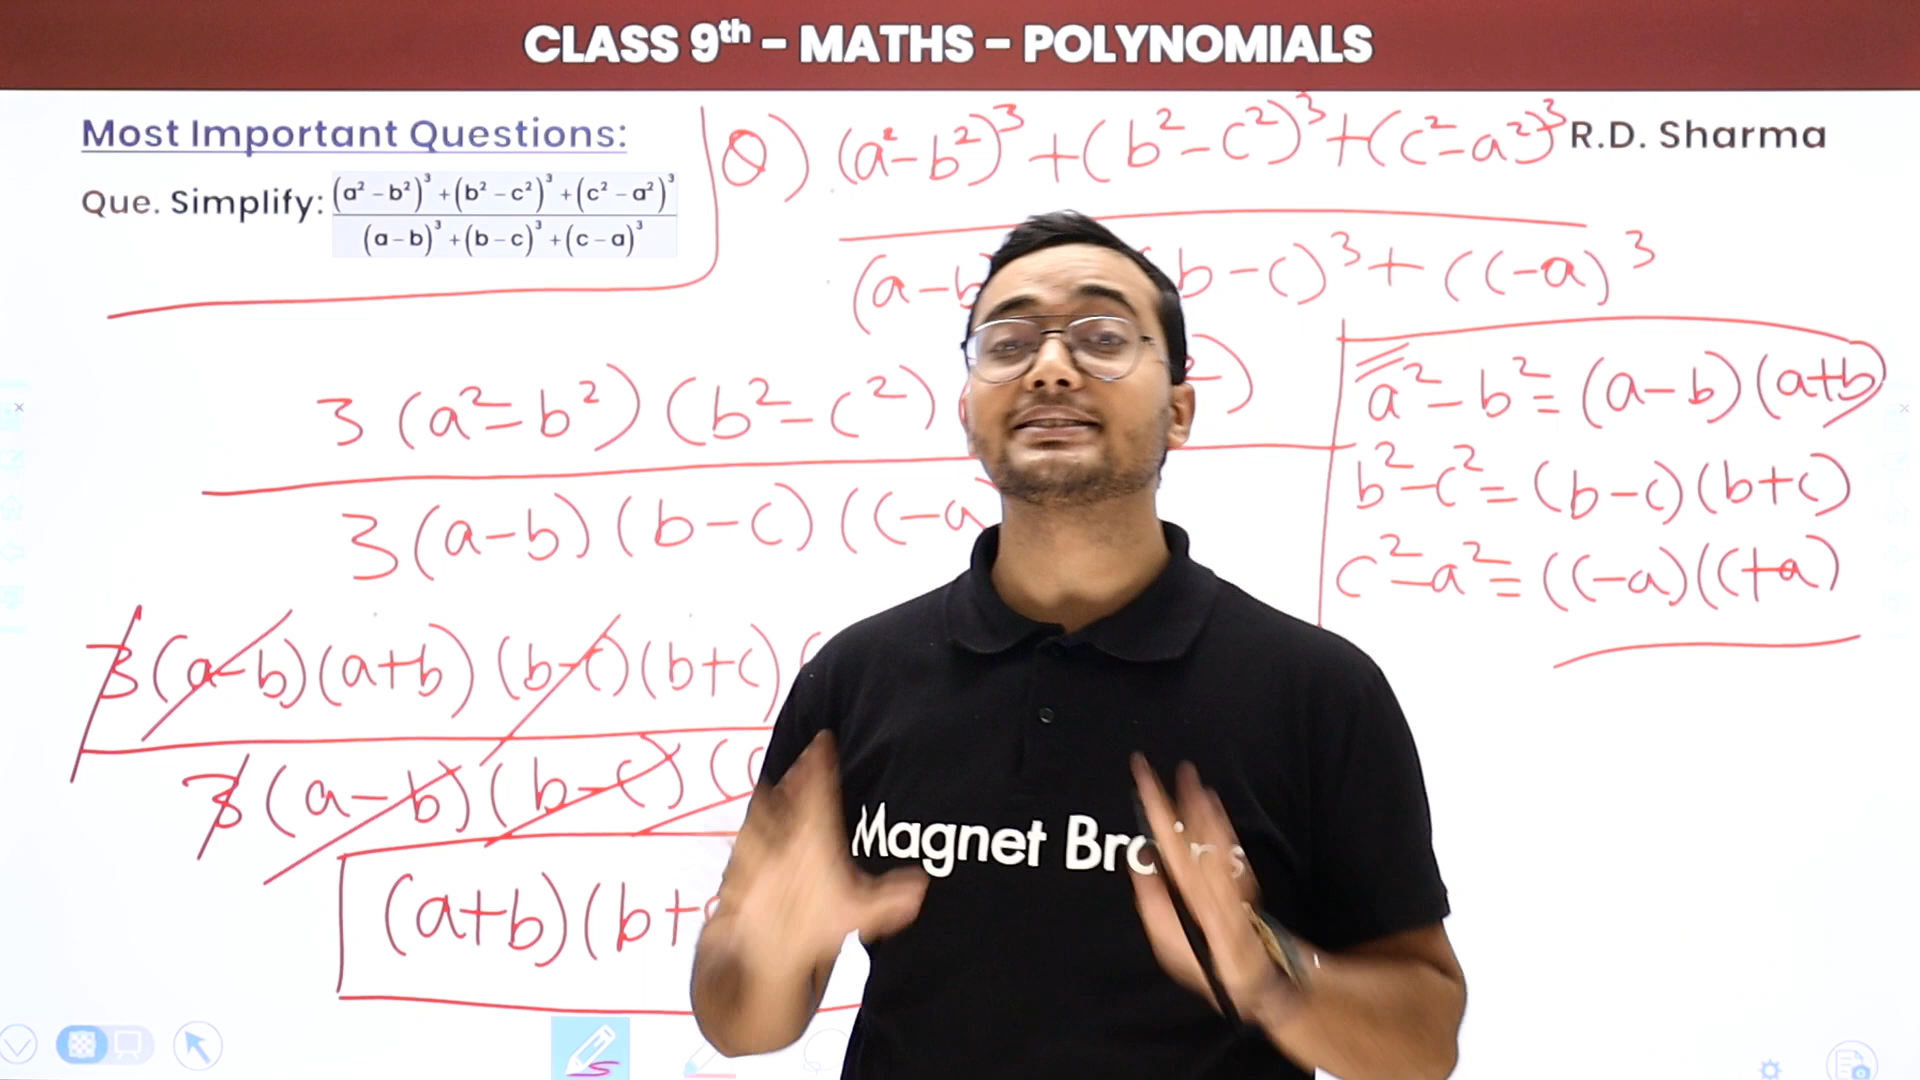 CLASS 9th – MATHS – POLYNOMIALS
Most Important Questions:
R.D. Sharma
Que. Simplify: (a² – b²)³ + (b² – c²)³ + (c² – a²)³
(a – b)³ + (b – c)³ + (c – a)³
Q) (a² – b²)³ + (b² – c²)³ + (c² – a²)³
(a – b b – c)³ + (c – a)³
3 (a² – b²) (b² – c²) ²)
3 (a – b) (b – c) (c – a
a² – b² = (a – b) (a + b)
b² – c² = (b – c) (b + c)
c² – a² = (c – a) (c + a)
3 (a – b) (a + b) (b – c) (b + c) (
3 (a – b) (b – c) (c
(a + b) (b +
Magnet Br